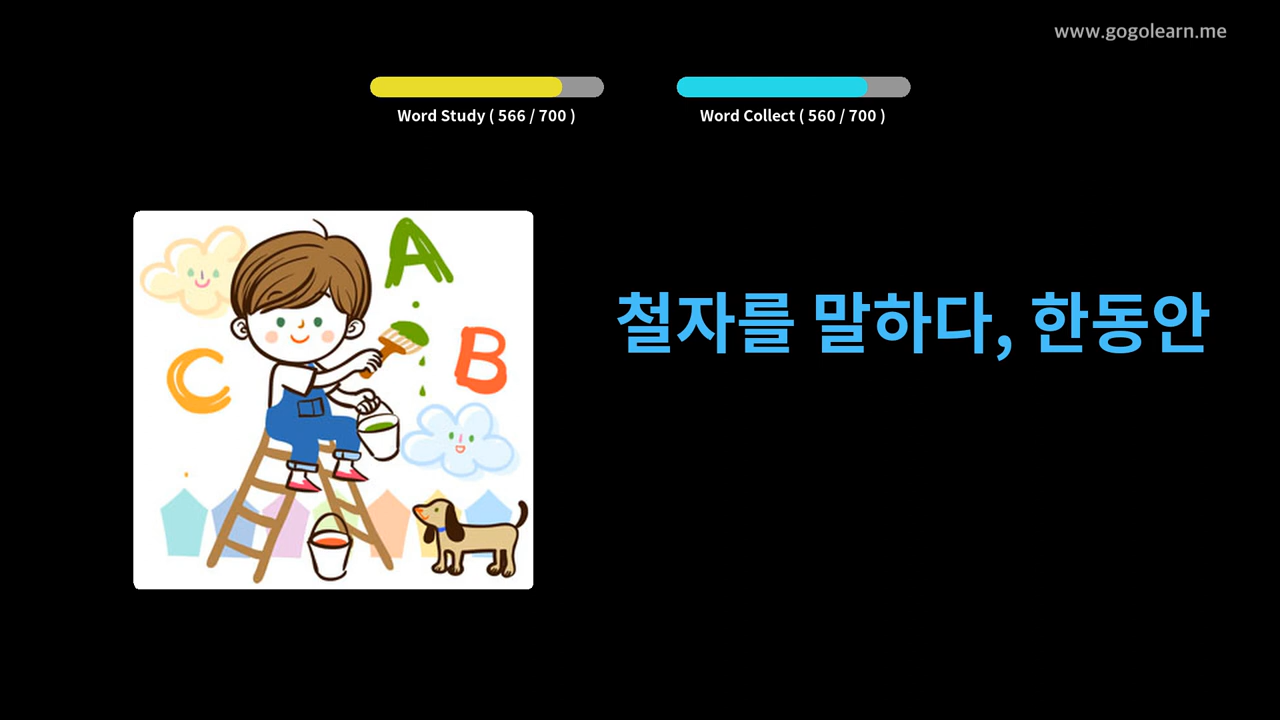 www.gogolearn.me
Word Study ( 566 / 700 )
Word Collect ( 560 / 700 )
A
B
C
철자를 말하다, 한동안